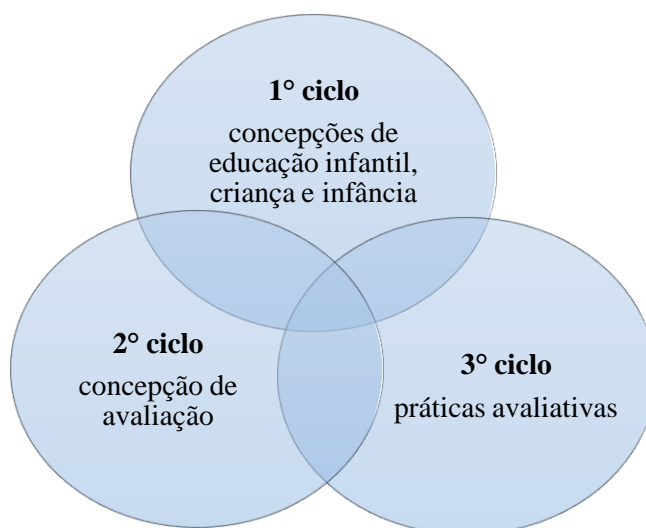 1° ciclo
concepções de
educação infantil,
criança e infância
2° ciclo
concepção de
avaliação
3° ciclo
práticas avaliativas